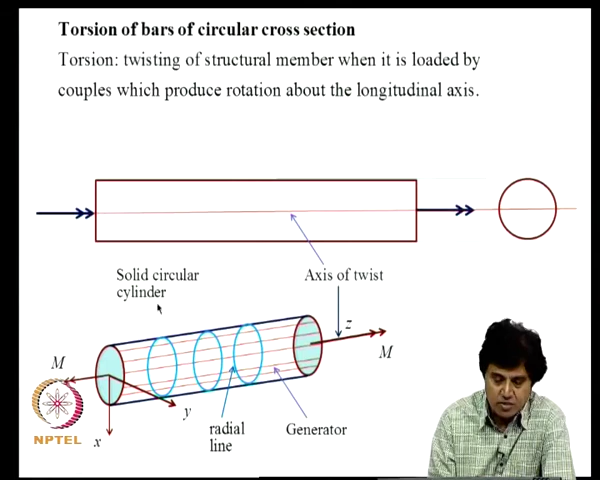 Torsion of bars of circular cross section
Torsion: twisting of structural member when it is loaded by
couples which produce rotation about the longitudinal axis.
Solid circular
cylinder
Axis of twist
z
M
M
y
x
radial
line
Generator
NPTEL